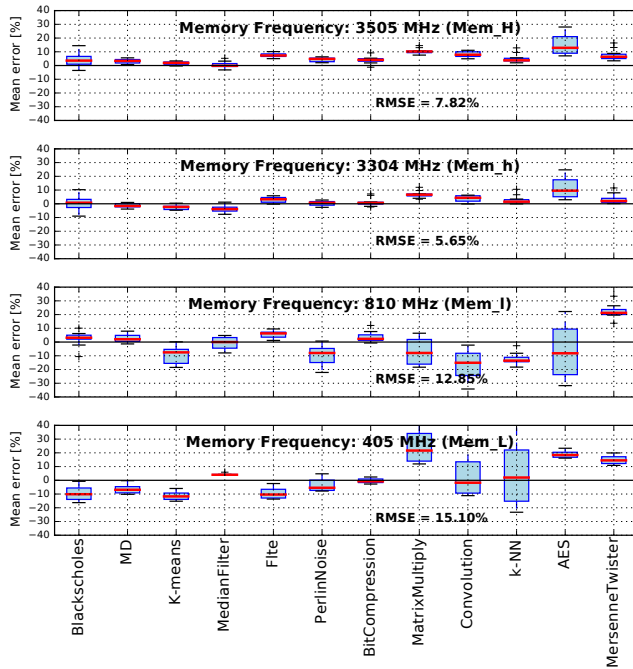 Memory Frequency: 3505 MHz (Mem_H)
Mean error [%]
40
30
20
10
0
−10
−20
−30
−40
RMSE = 7.82%
Memory Frequency: 3304 MHz (Mem_h)
Mean error [%]
40
30
20
10
0
−10
−20
−30
−40
RMSE = 5.65%
Memory Frequency: 810 MHz (Mem_l)
Mean error [%]
40
30
20
10
0
−10
−20
−30
−40
RMSE = 12.85%
Memory Frequency: 405 MHz (Mem_L)
Mean error [%]
40
30
20
10
0
−10
−20
−30
−40
RMSE = 15.10%
Blackscholes
MD
K-means
MedianFilter
Flte
PerlinNoise
BitCompression
MatrixMultiply
Convolution
k-NN
AES
MersenneTwister